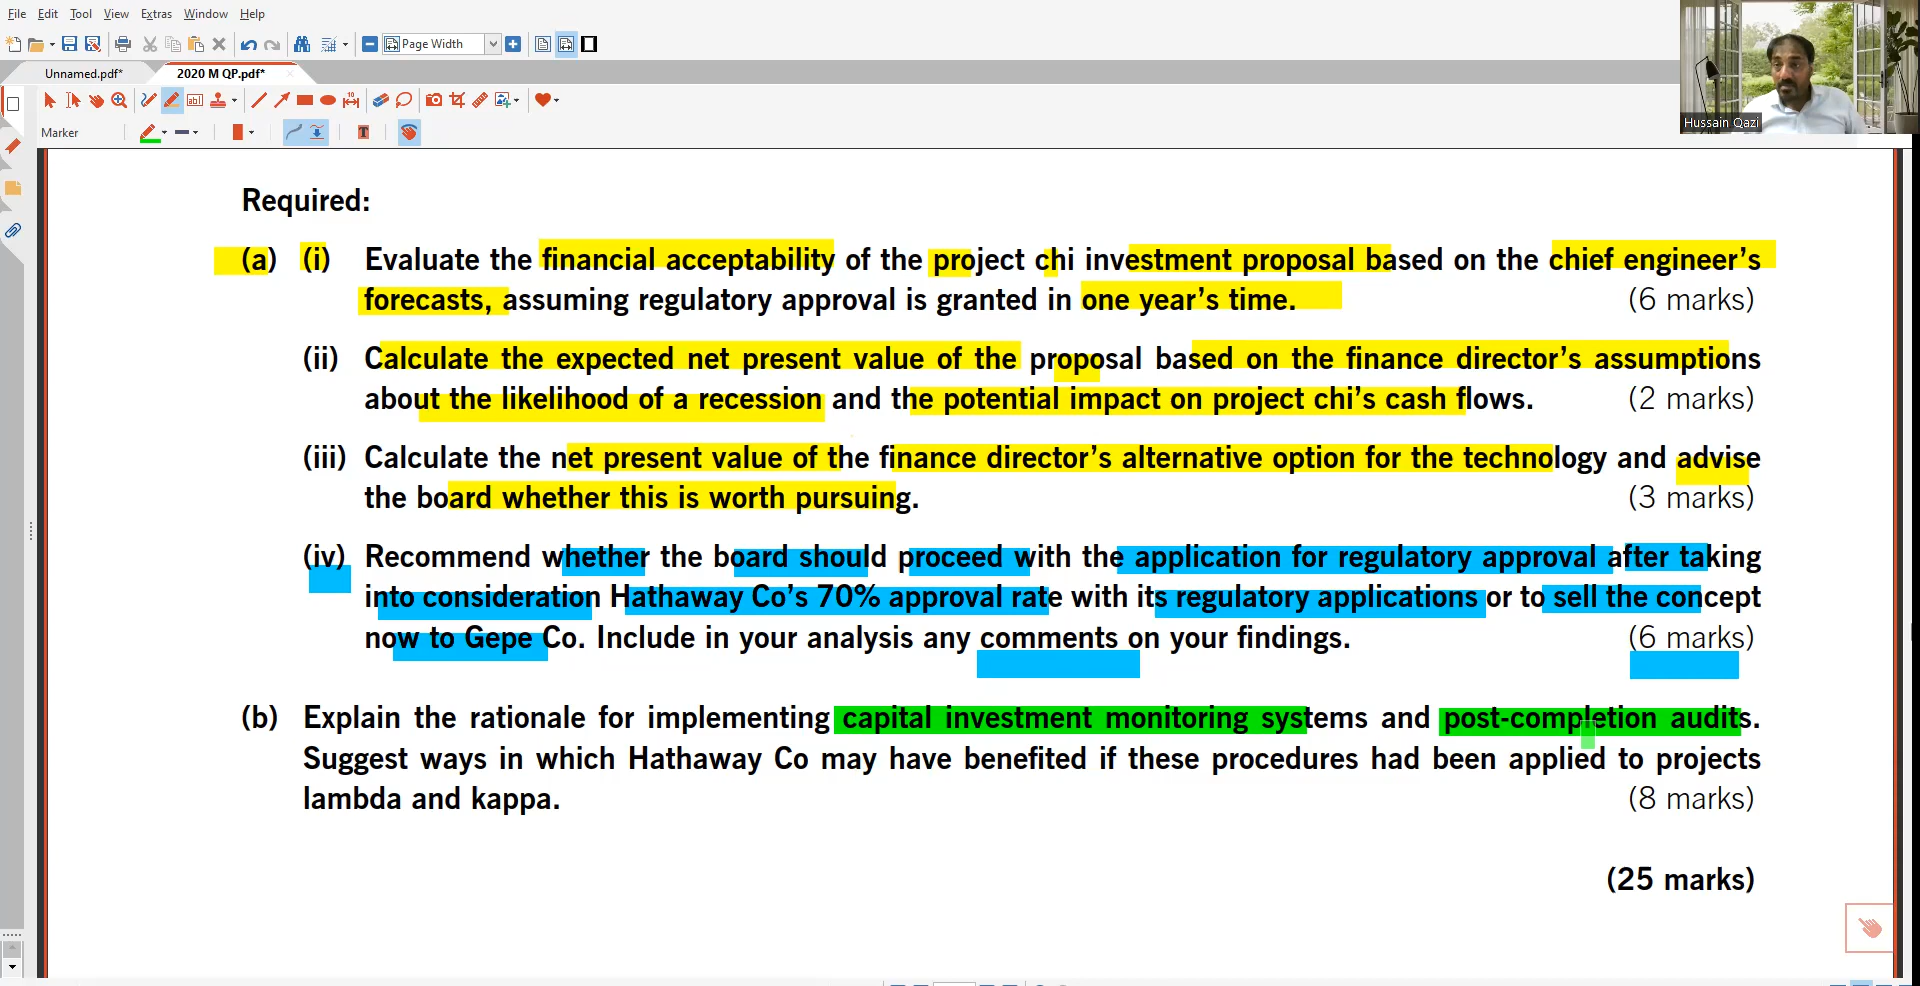 File Edit Tool View Extras Window Help
Page Width
Unnamed.pdf* 2020 M QP.pdf*
Marker
Hussain Qazi
Required:
(a) (i) Evaluate the financial acceptability of the project chi investment proposal based on the chief engineer's
forecasts, assuming regulatory approval is granted in one year's time. (6 marks)
(ii) Calculate the expected net present value of the proposal based on the finance director's assumptions
about the likelihood of a recession and the potential impact on project chi's cash flows. (2 marks)
(iii) Calculate the net present value of the finance director's alternative option for the technology and advise
the board whether this is worth pursuing. (3 marks)
(iv) Recommend whether the board should proceed with the application for regulatory approval after taking
into consideration Hathaway Co's 70% approval rate with its regulatory applications or to sell the concept
now to Gepe Co. Include in your analysis any comments on your findings. (6 marks)
(b) Explain the rationale for implementing capital investment monitoring systems and post-completion audits.
Suggest ways in which Hathaway Co may have benefited if these procedures had been applied to projects
lambda and kappa. (8 marks)
(25 marks)